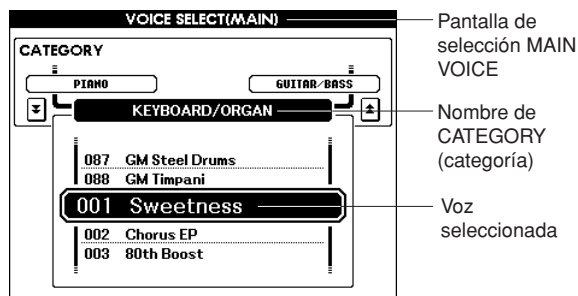 VOICE SELECT(MAIN)
Pantalla de
selección MAIN
VOICE
CATEGORY
PIANO
GUITAR/BASS
KEYBOARD/ORGAN
Nombre de
CATEGORY
(categoría)
087 GM Steel Drums
088 GM Timpani
001 Sweetness
Voz
seleccionada
002 Chorus EP
003 80th Boost